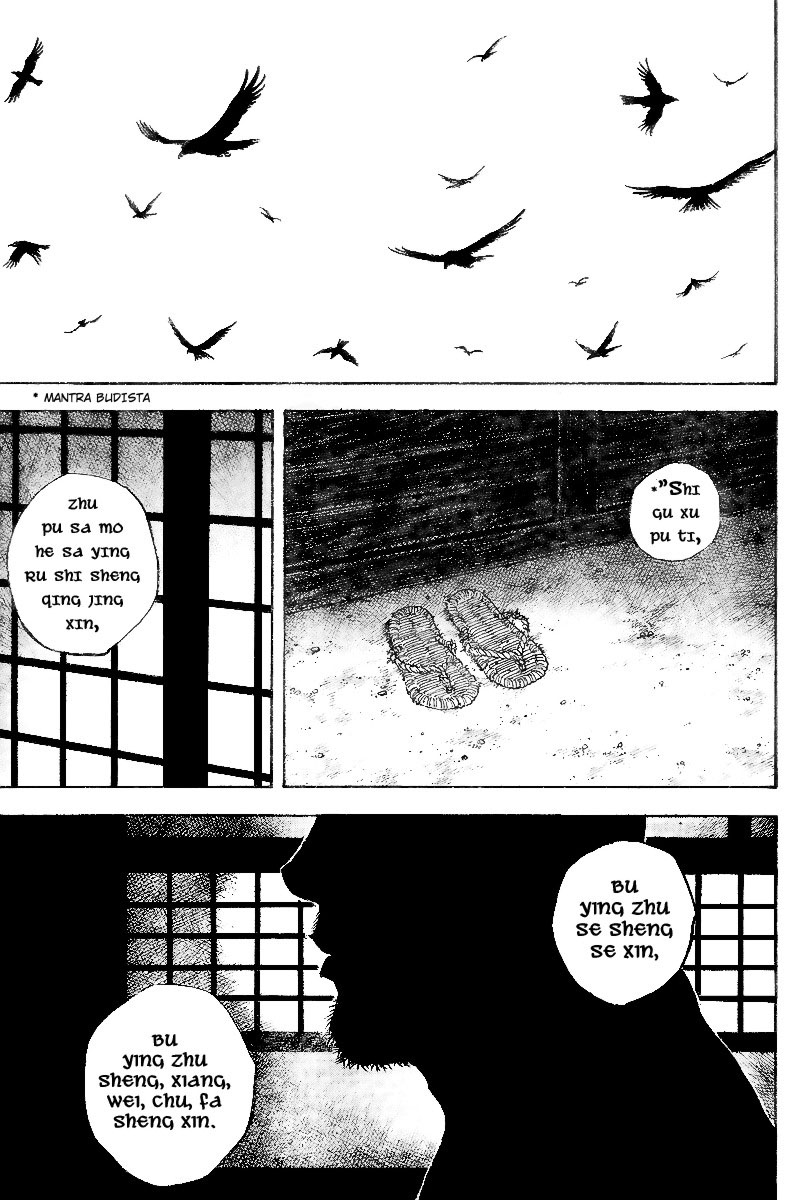 * MANTRA BUDISTA
*"Shi
gu xu
pu ti,
zhu
pu sa mo
he sa ying
ru shi sheng
qing jing
xin,
Bu
ying zhu
se sheng
se xin,
Bu
ying zhu
sheng, xiang,
wei, chu, fa
sheng xin.